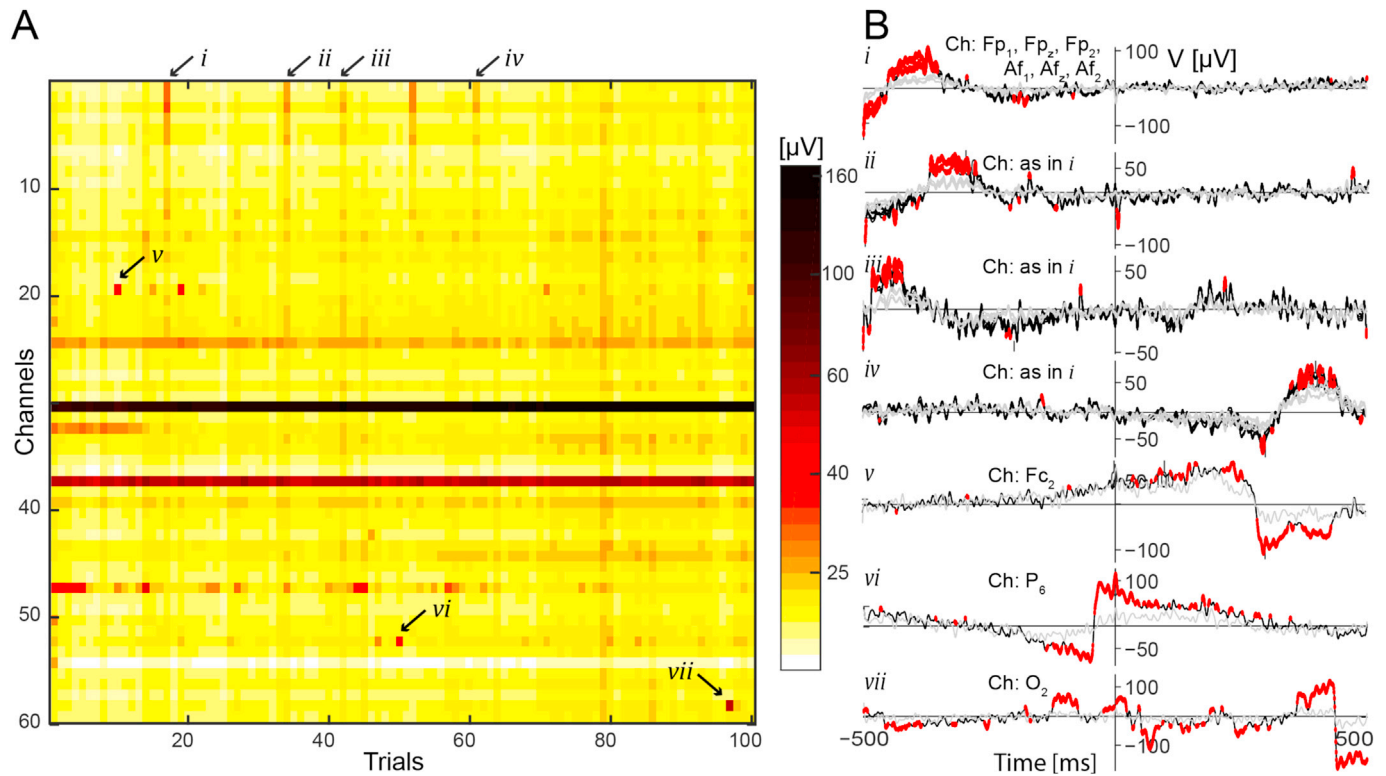 A
i
ii
iii
iv
10
v
20
Channels
40
50
vi
vii
60
20
40
60
80
100
Trials
[µV]
160
100
60
40
25
B
i
Ch: Fp1, Fpz, Fp2,
Af1, Afz, Af2
100
V [µV]
−100
ii
Ch: as in i
50
−100
iii
Ch: as in i
50
−50
iv
Ch: as in i
50
−50
v
Ch: Fc2
50
−100
vi
Ch: P6
100
−50
vii
Ch: O2
100
−100
−500
Time [ms]
500